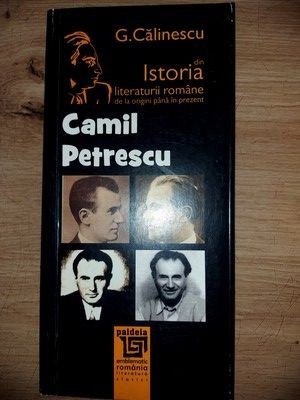 G.Călinescu
din
Istoria
literaturii române
de la origini până în prezent
Camil
Petrescu
paideia
emblematic
românia
literatură
clasici